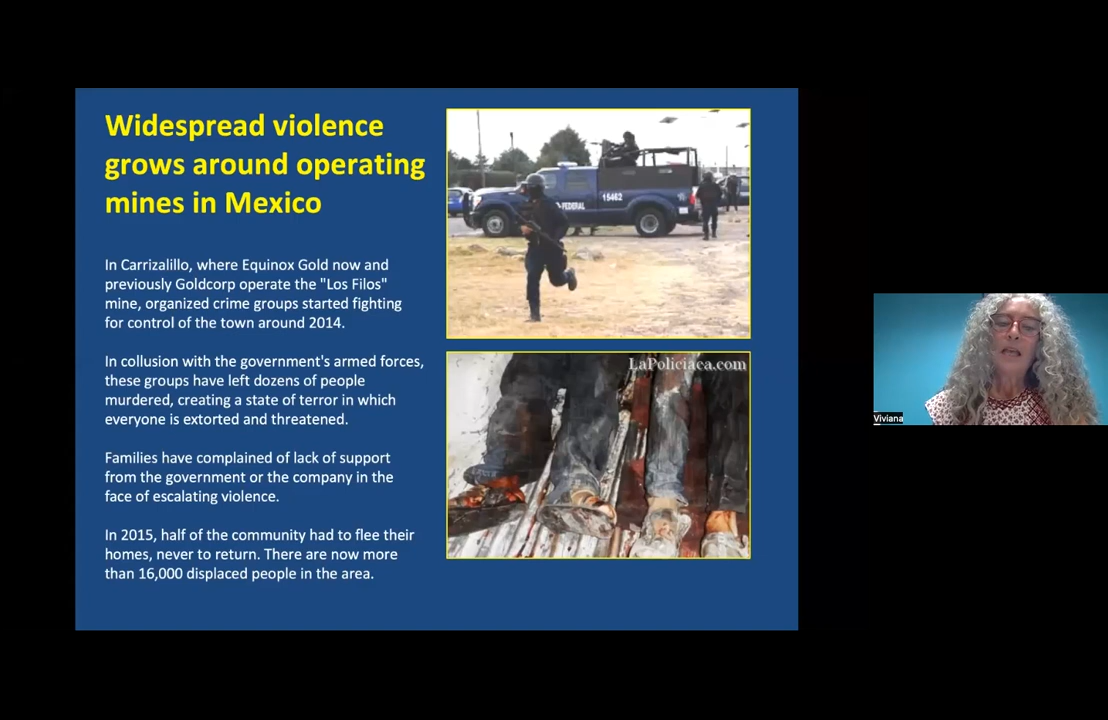 Widespread violence
grows around operating
mines in Mexico
In Carrizalillo, where Equinox Gold now and
previously Goldcorp operate the "Los Filos"
mine, organized crime groups started fighting
for control of the town around 2014.
In collusion with the government's armed forces,
these groups have left dozens of people
murdered, creating a state of terror in which
everyone is extorted and threatened.
Families have complained of lack of support
from the government or the company in the
face of escalating violence.
In 2015, half of the community had to flee their
homes, never to return. There are now more
than 16,000 displaced people in the area.
15462
FEDERAL
LaPoliciaca.com
Viviana